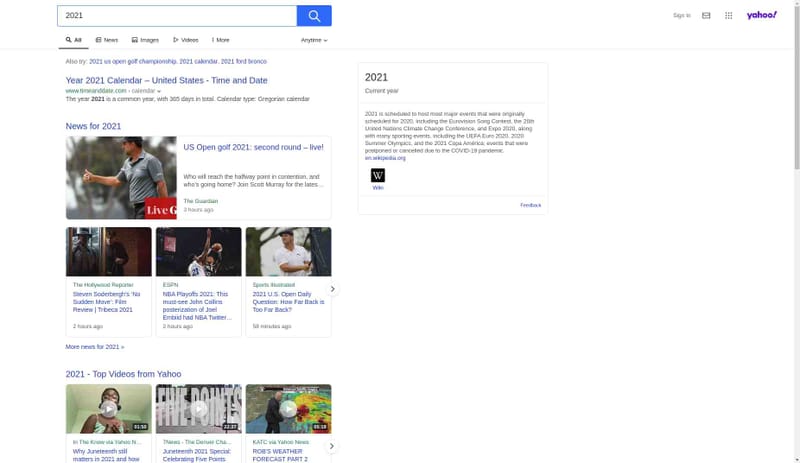 2021
Sign In
yahoo!
All
News
Images
Videos
More
Anytime
Also try: 2021 us open golf championship, 2021 calendar, 2021 ford bronco
Year 2021 Calendar – United States - Time and Date
www.timeanddate.com › calendar
The year 2021 is a common year, with 365 days in total. Calendar type: Gregorian calendar
News for 2021
US Open golf 2021: second round – live!
Who will reach the halfway point in contention, and
who's going home? Join Scott Murray for the lates...
The Guardian
3 hours ago
Live G
The Hollywood Reporter
Steven Soderbergh's 'No
Sudden Move': Film
Review | Tribeca 2021
2 hours ago
ESPN
NBA Playoffs 2021: This
must-see John Collins
posterization of Joel
Embiid had NBA Twitter...
2 hours ago
Sports Illustrated
2021 U.S. Open Daily
Question: How Far Back is
Too Far Back?
58 minutes ago
More news for 2021 »
2021 - Top Videos from Yahoo
01:50
In The Know via Yahoo N...
Why Juneteenth still
matters in 2021 and how
FIVE POINTS
22:27
TNews - The Denver Cha...
Juneteenth 2021 Special:
Celebrating Five Points
05:18
KATC via Yahoo News
ROB'S WEATHER
FORECAST PART 2
2021
Current year
2021 is scheduled to host most major events that were originally
scheduled for 2020, including the Eurovision Song Contest, the 26th
United Nations Climate Change Conference, and Expo 2020, along
with many sporting events, including the UEFA Euro 2020, 2020
Summer Olympics, and the 2021 Copa América; events that were
postponed or canceled due to the COVID-19 pandemic.
en.wikipedia.org
W
Wiki
Feedback